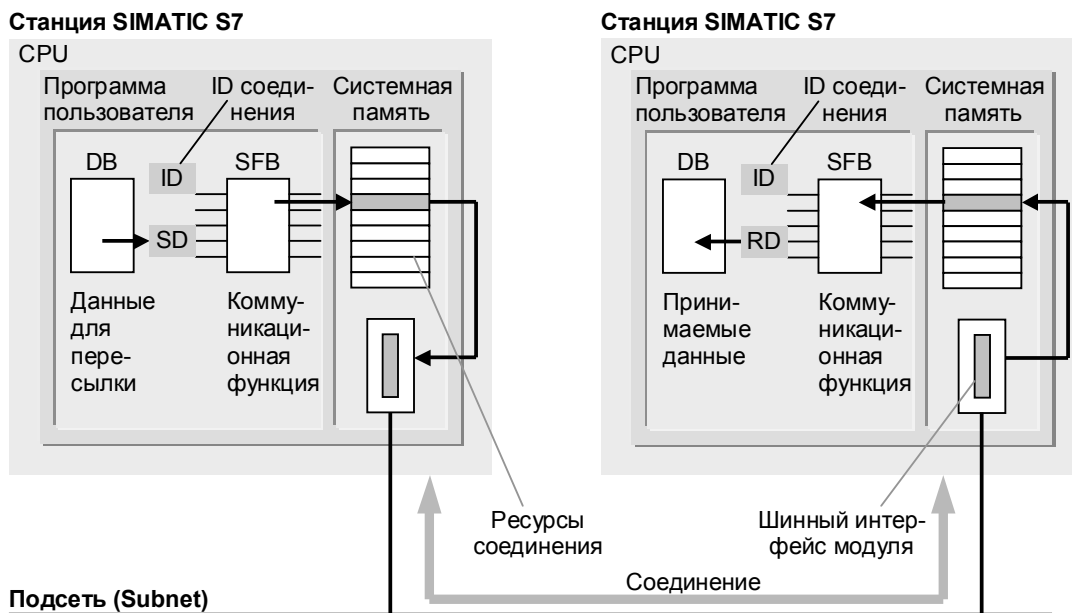 Станция SIMATIC S7
CPU
Программа
пользователя
ID соеди-
нения
Системная
память
DB
ID
SFB
SD
Данные
для
пере-
сылки
Комму-
никаци-
онная
функция
Станция SIMATIC S7
CPU
Программа
пользователя
ID соеди-
нения
Системная
память
DB
ID
SFB
RD
Прини-
маемые
данные
Комму-
никаци-
онная
функция
Ресурсы
соединения
Шинный интер-
фейс модуля
Соединение
Подсеть (Subnet)